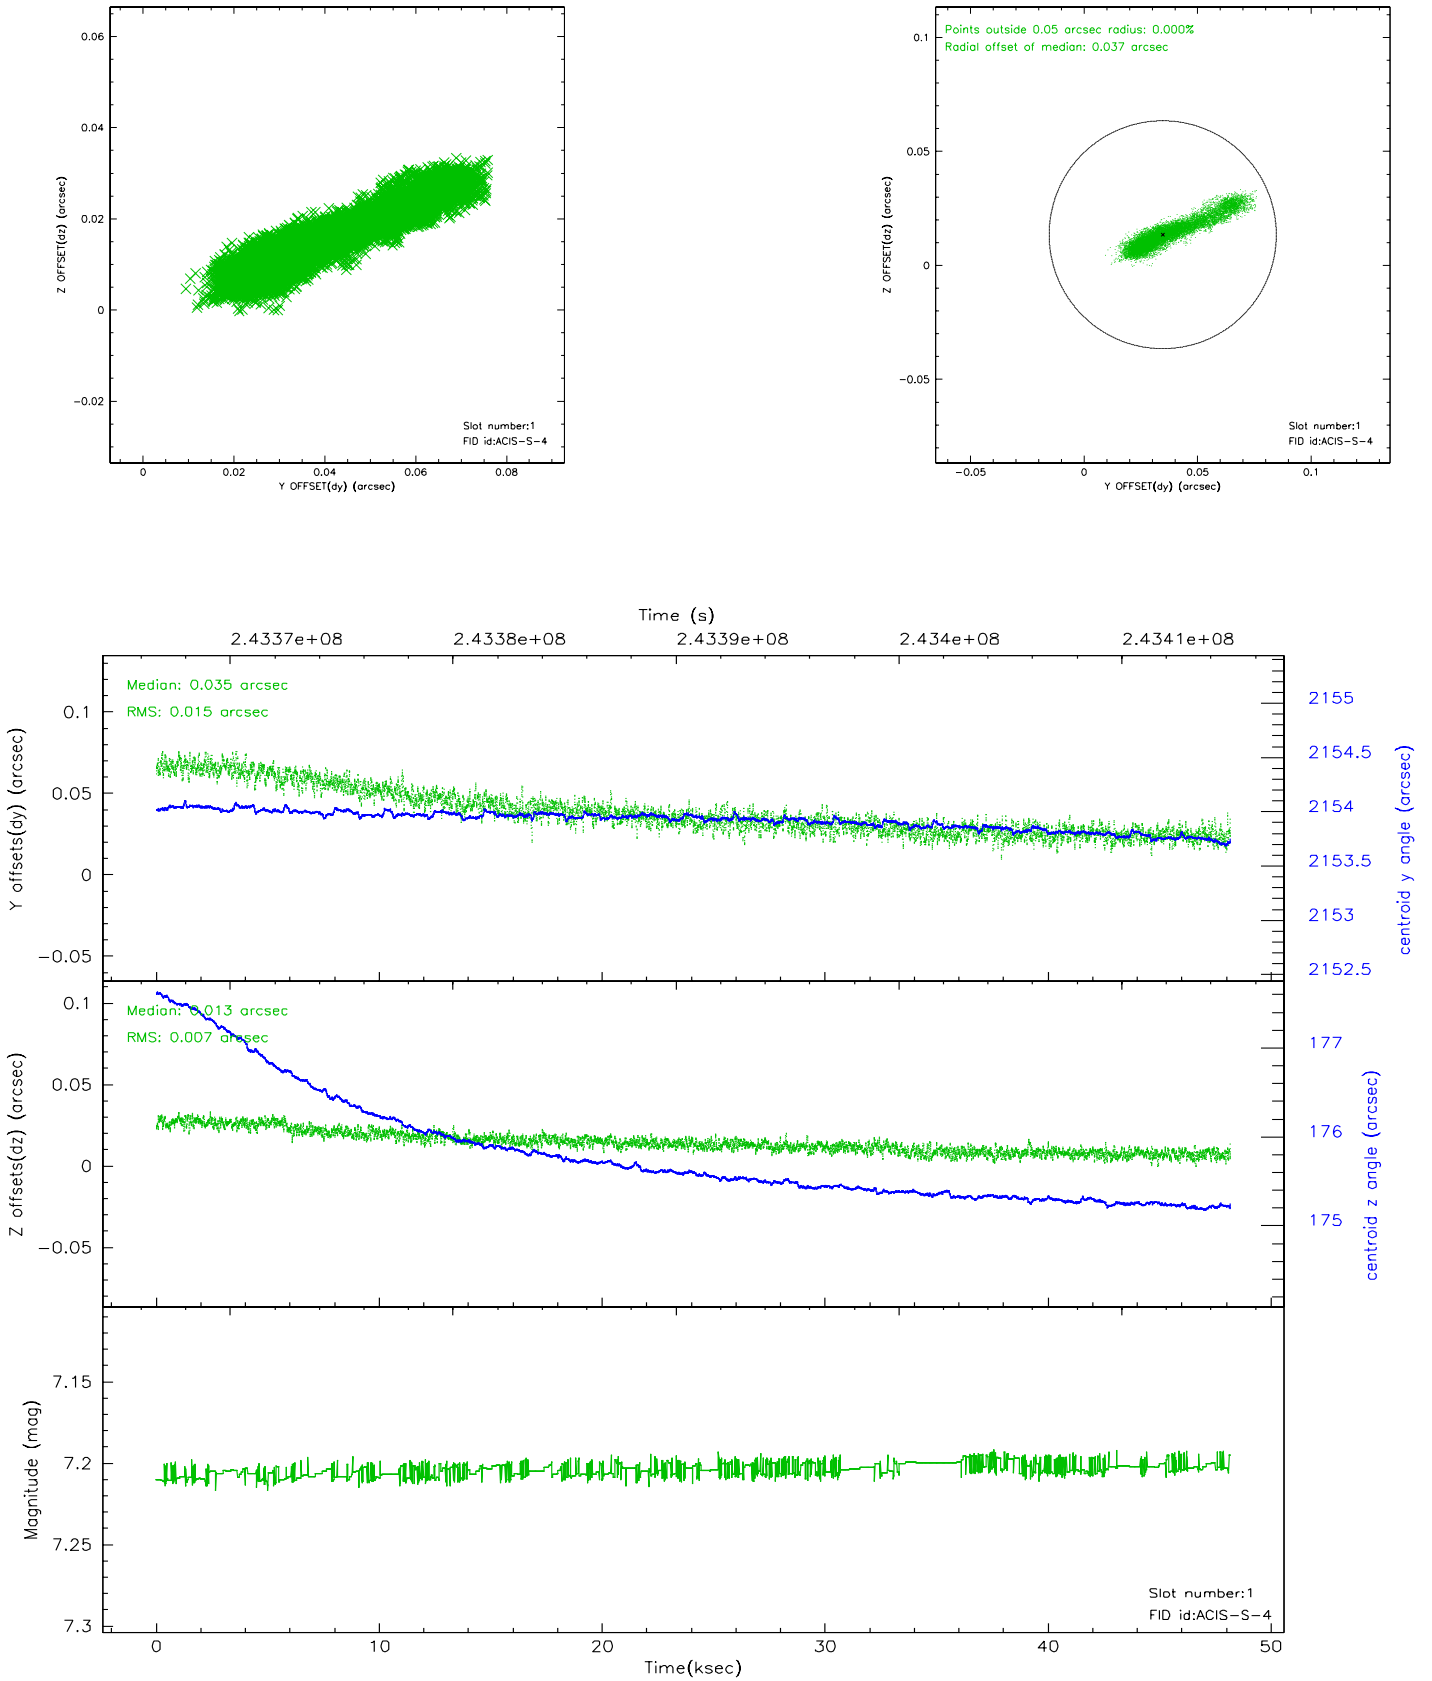 0.06
0.04
0.02
0
−0.02
Z OFFSET(dz) (arcsec)
Slot number:1
FID id:ACIS−S−4
0 0.02 0.04 0.06 0.08
Y OFFSET(dy) (arcsec)
Points outside 0.05 arcsec radius: 0.000%
Radial offset of median: 0.037 arcsec
0.1
0.05
0
−0.05
Z OFFSET(dz) (arcsec)
Slot number:1
FID id:ACIS−S−4
−0.05 0 0.05 0.1
Y OFFSET(dy) (arcsec)
Time (s)
2.4337e+08 2.4338e+08 2.4339e+08 2.434e+08 2.4341e+08
Median: 0.035 arcsec
RMS: 0.015 arcsec
0.1
0.05
0
−0.05
Y offsets(dy) (arcsec)
2155
2154.5
2154
2153.5
2153
2152.5
centroid y angle (arcsec)
Median: 0.013 arcsec
RMS: 0.007 arcsec
0.1
0.05
0
−0.05
Z offsets(dz) (arcsec)
177
176
175
centroid z angle (arcsec)
7.15
7.2
7.25
7.3
Magnitude (mag)
Slot number:1
FID id:ACIS−S−4
0 10 20 30 40 50
Time(ksec)